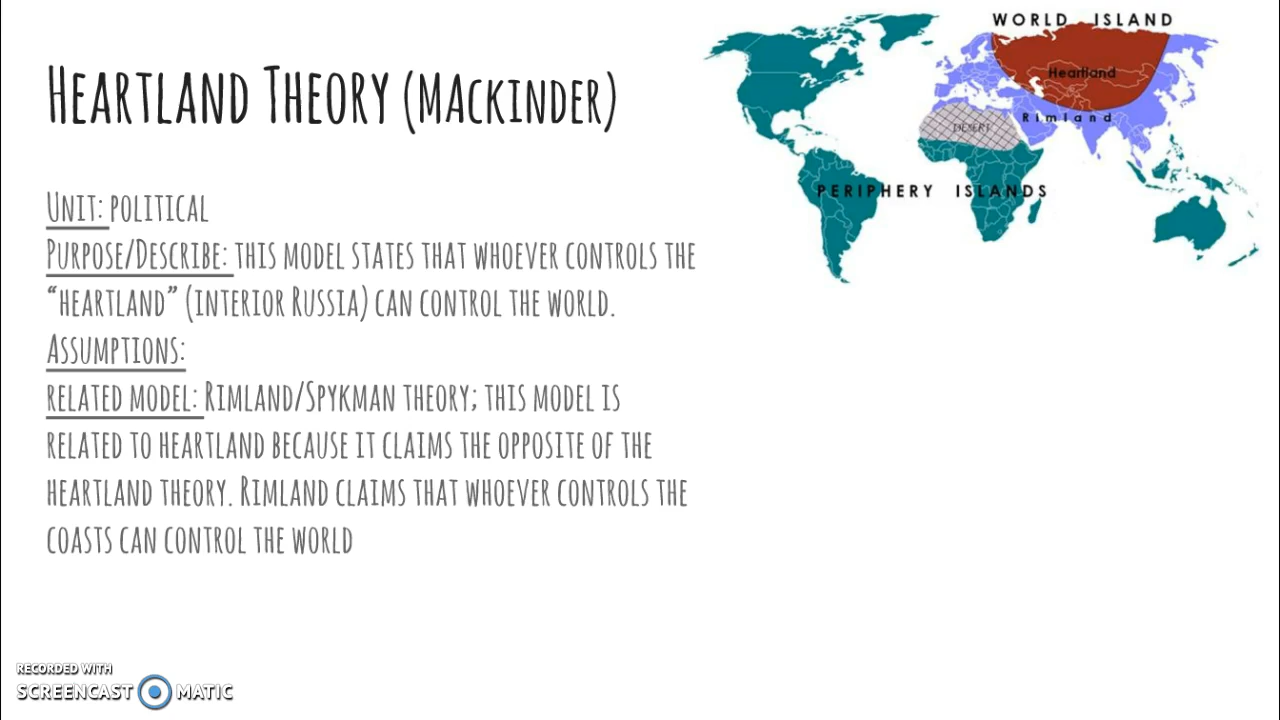 WORLD ISLAND
Heartland
Rimland
DESERT
PERIPHERY ISLANDS
HEARTLAND THEORY (MACKINDER)
UNIT: POLITICAL
PURPOSE/DESCRIBE: THIS MODEL STATES THAT WHOEVER CONTROLS THE
“HEARTLAND” (INTERIOR RUSSIA) CAN CONTROL THE WORLD.
ASSUMPTIONS:
RELATED MODEL: RIMLAND/SPYKMAN THEORY; THIS MODEL IS
RELATED TO HEARTLAND BECAUSE IT CLAIMS THE OPPOSITE OF THE
HEARTLAND THEORY. RIMLAND CLAIMS THAT WHOEVER CONTROLS THE
COASTS CAN CONTROL THE WORLD
RECORDED WITH
SCREENCAST MATIC